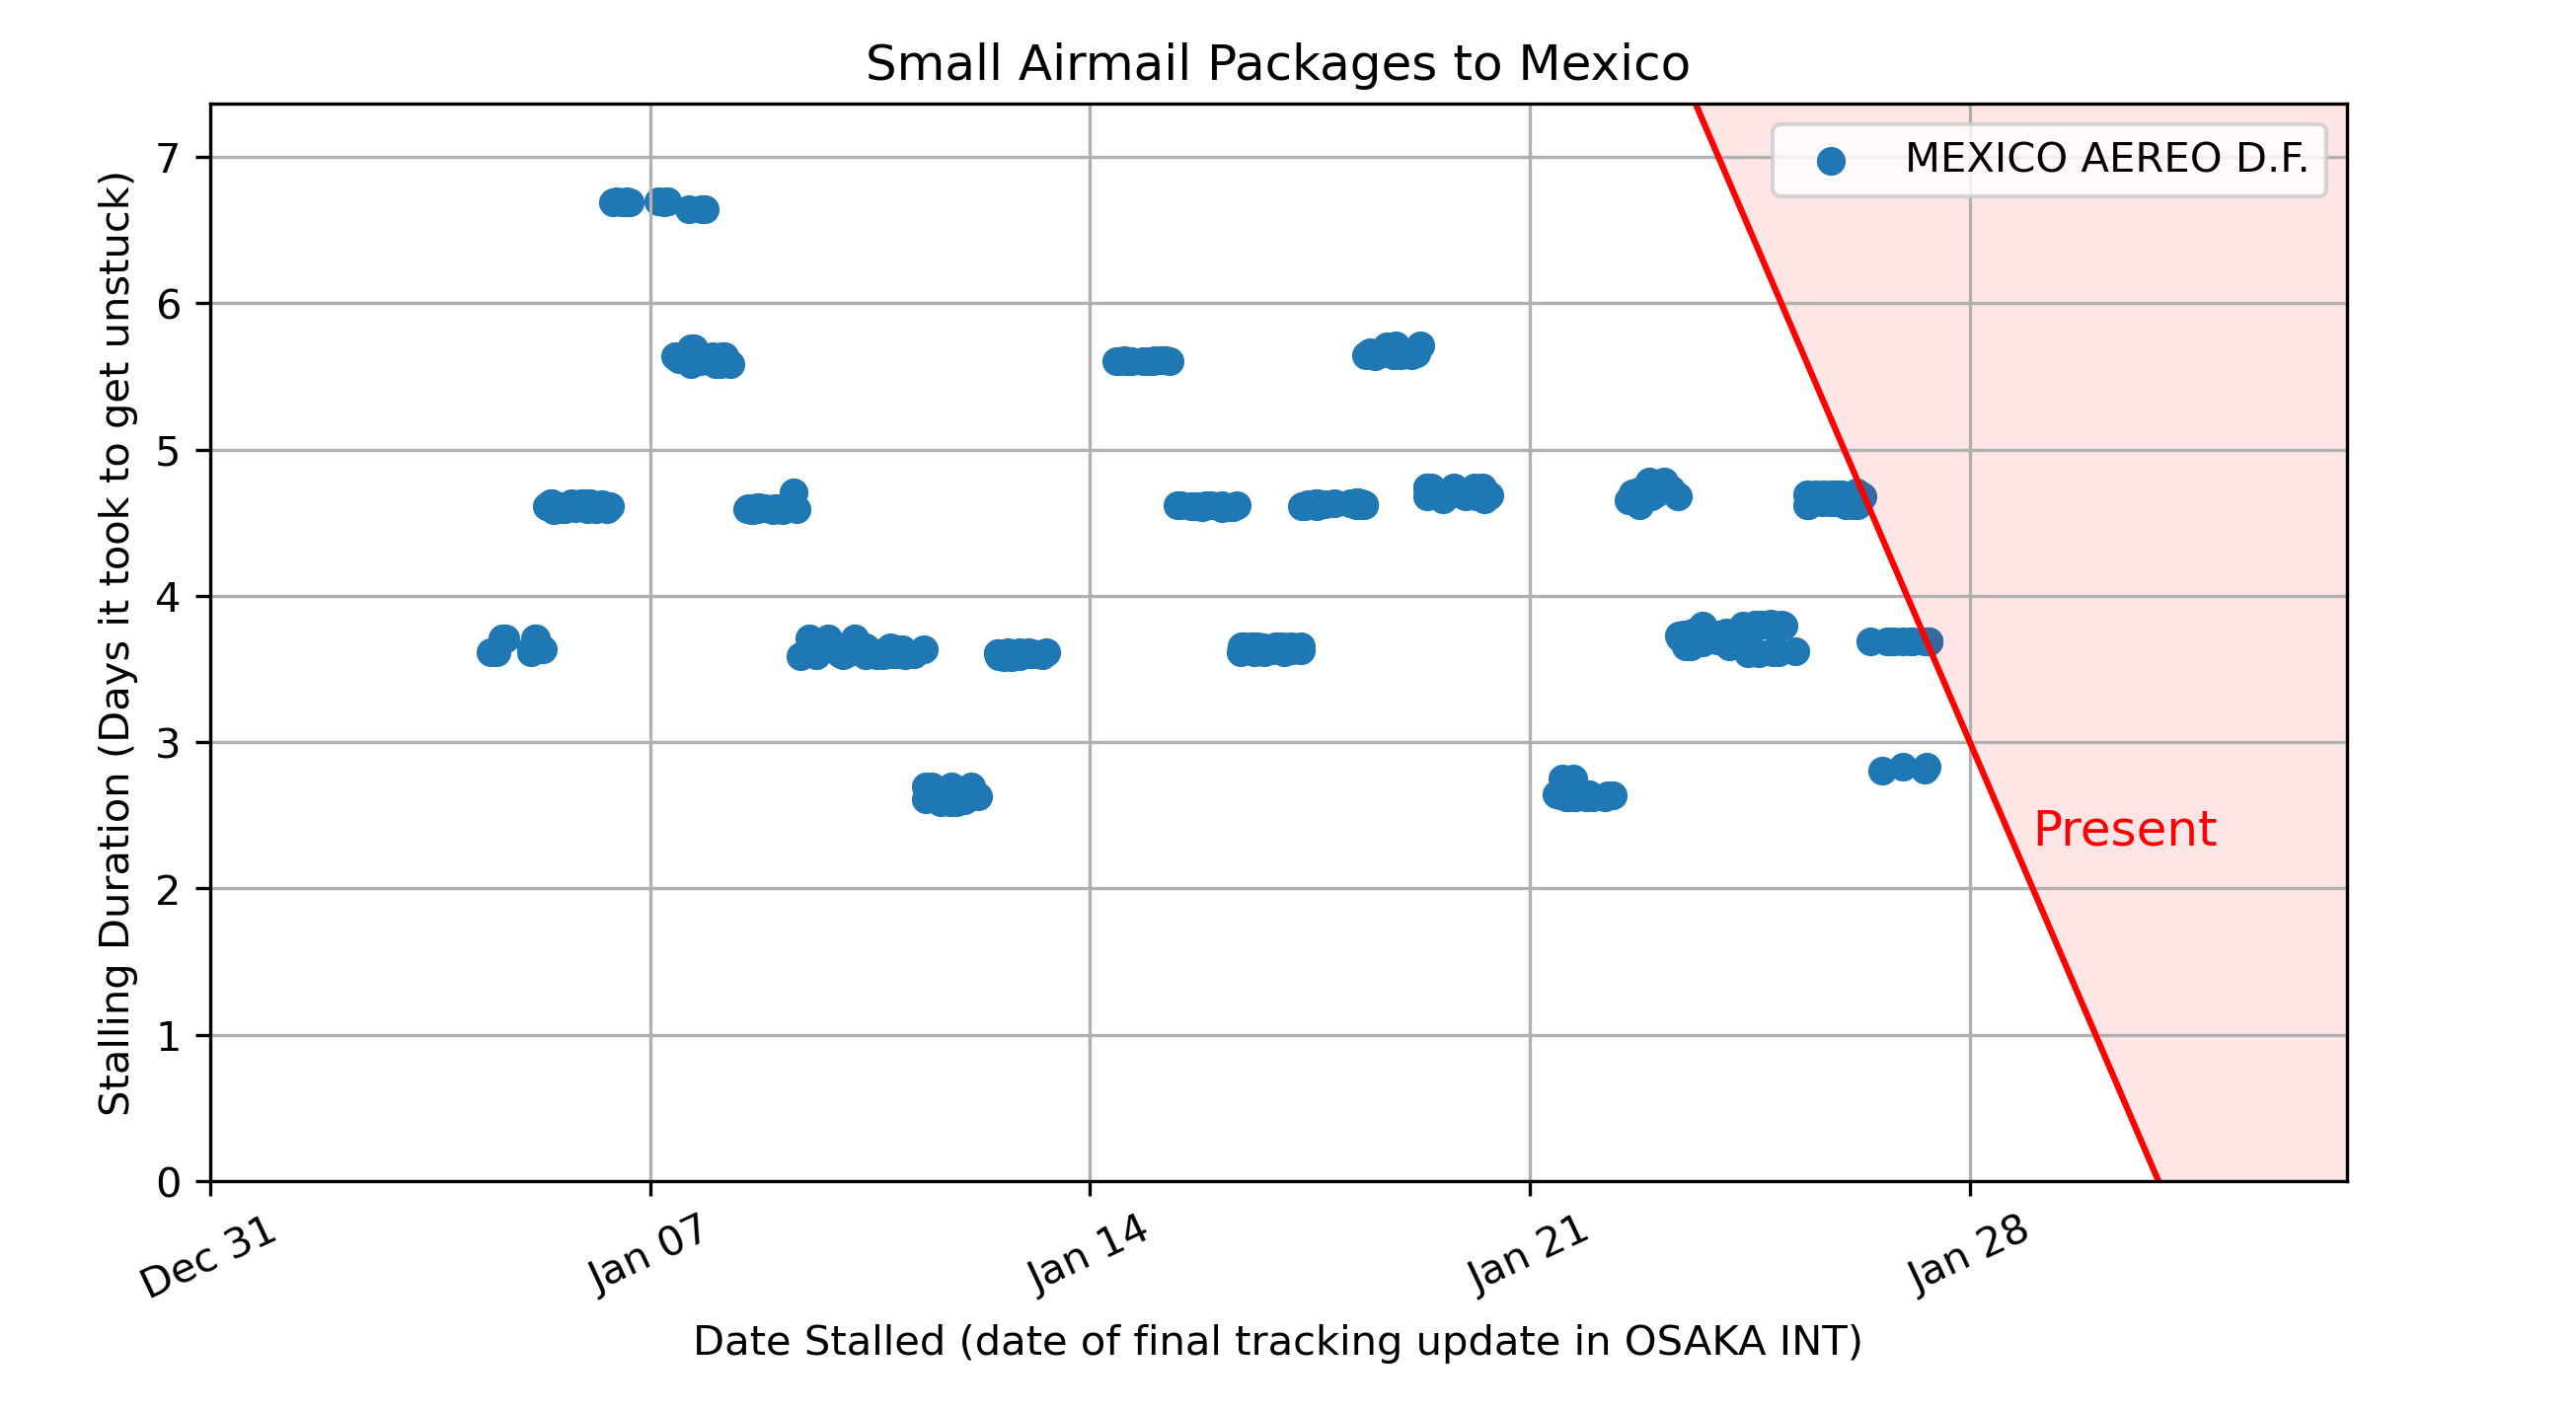 Small Airmail Packages to Mexico
Stalling Duration (Days it took to get unstuck)
7
6
5
4
3
2
1
0
MEXICO AEREO D.F.
Present
Dec 31
Jan 07
Jan 14
Jan 21
Jan 28
Date Stalled (date of final tracking update in OSAKA INT)